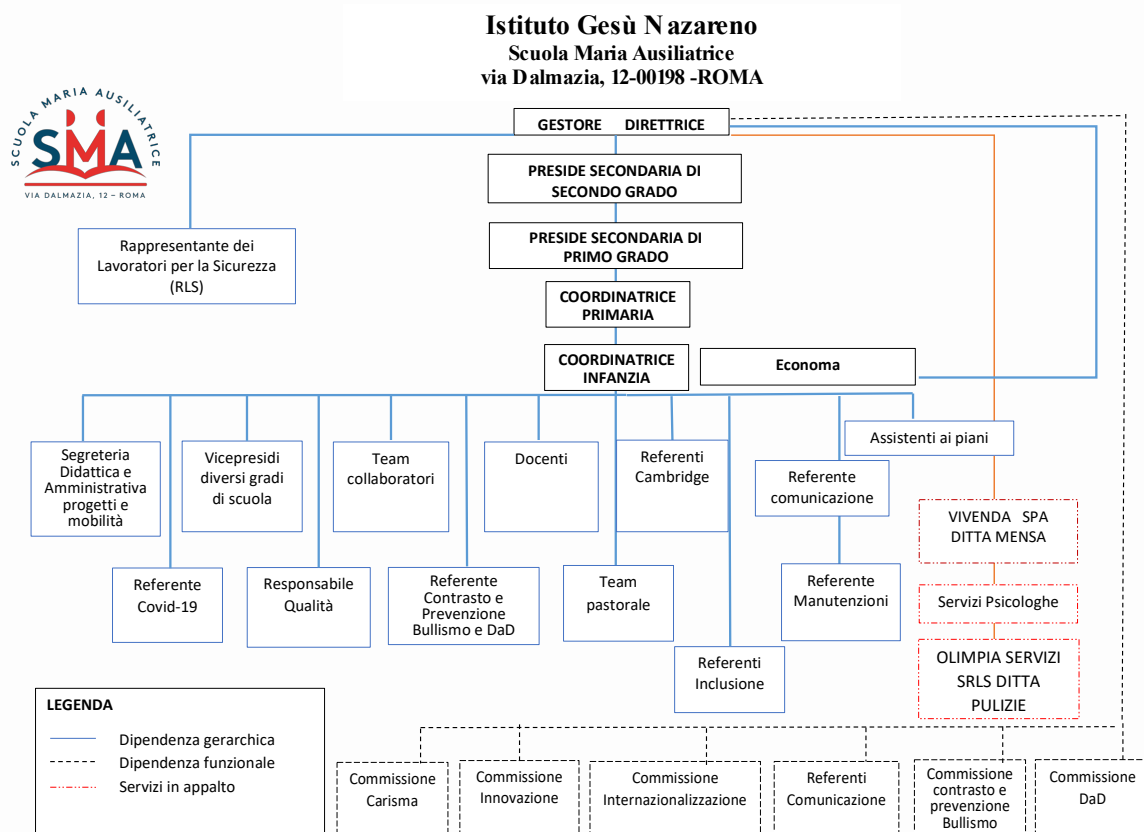 Istituto Gesù Nazareno
Scuola Maria Ausiliatrice
via Dalmazia, 12-00198 -ROMA
SCUOLA MARIA AUSILIATRICE
SMA
VIA DALMAZIA, 12 – ROMA
GESTORE DIRETTRICE
PRESIDE SECONDARIA DI
SECONDO GRADO
PRESIDE SECONDARIA DI
PRIMO GRADO
Rappresentante dei
Lavoratori per la Sicurezza
(RLS)
COORDINATRICE
PRIMARIA
COORDINATRICE
INFANZIA
Economa
Segreteria
Didattica e
Amministrativa
progetti e
mobilità
Vicepresidi
diversi gradi
di scuola
Team
collaboratori
Docenti
Referenti
Cambridge
Referente
comunicazione
Assistenti ai piani
VIVENDA SPA
DITTA MENSA
Referente
Covid-19
Responsabile
Qualità
Referente
Contrasto e
Prevenzione
Bullismo e DaD
Team
pastorale
Referente
Manutenzioni
Servizi Psicologhe
Referenti
Inclusione
OLIMPIA SERVIZI
SRLS DITTA
PULIZIE
LEGENDA
Dipendenza gerarchica
Dipendenza funzionale
Servizi in appalto
Commissione
Carisma
Commissione
Innovazione
Commissione
Internazionalizzazione
Referenti
Comunicazione
Commissione
contrasto e
prevenzione
Bullismo
Commissione
DaD